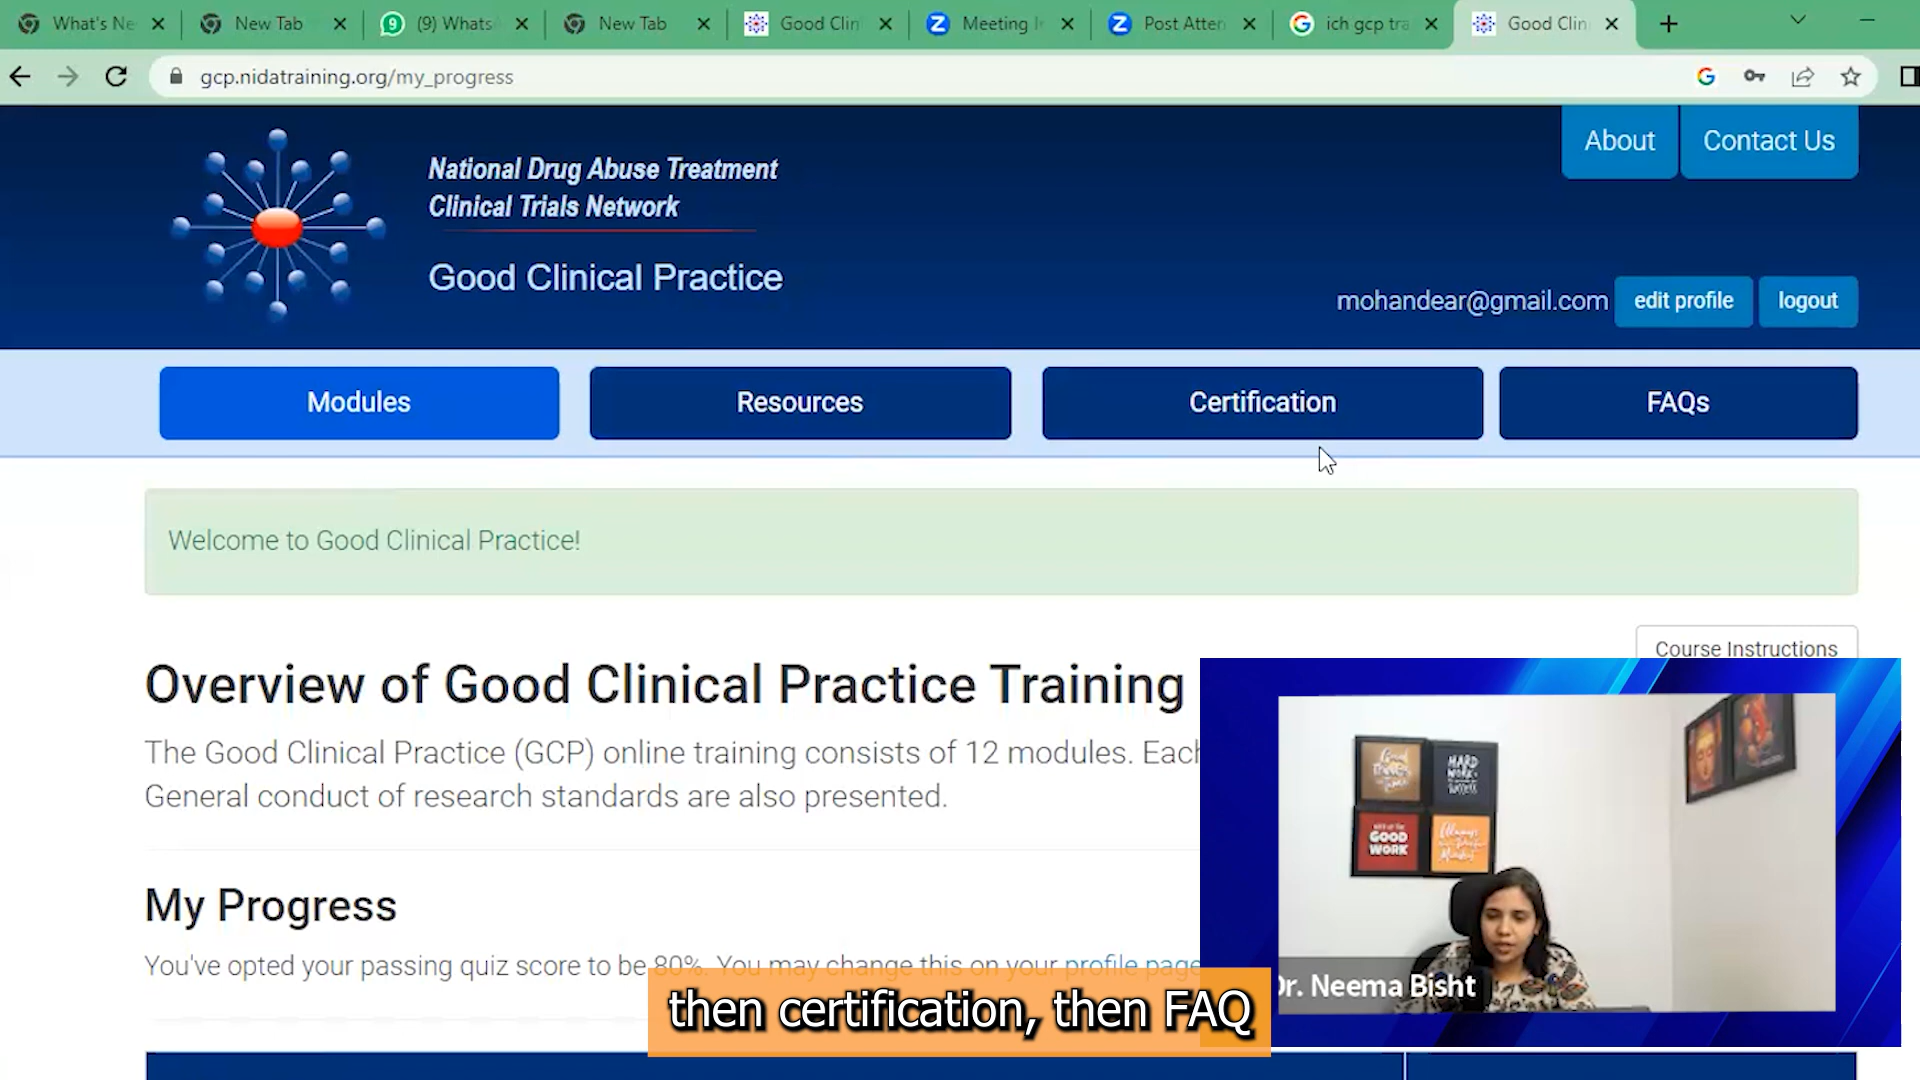 What's Ne
New Tab
(9) Whats
New Tab
Good Clin
Meeting I
Post Atten
ich gcp tra
Good Clin
gcp.nidatraining.org/my_progress
About
Contact Us
National Drug Abuse Treatment
Clinical Trials Network
Good Clinical Practice
mohandear@gmail.com
edit profile
logout
Modules
Resources
Certification
FAQs
Welcome to Good Clinical Practice!
Course Instructions
Overview of Good Clinical Practice Training
The Good Clinical Practice (GCP) online training consists of 12 modules. Each
General conduct of research standards are also presented.
My Progress
You've opted your passing quiz score to be 80%. You may change this on your profile page
HARD
WORK
SUCCESS
GOOD
WORK
Always
Dr. Neema Bisht
then certification, then FAQ